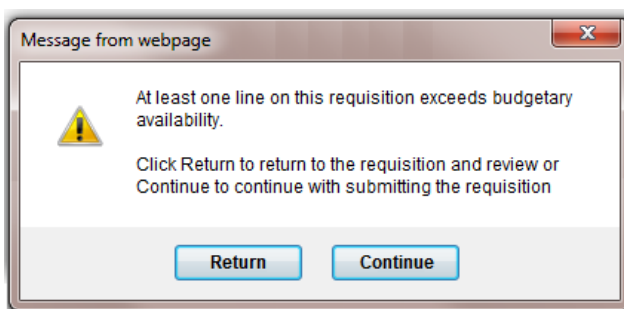 Message from webpage
At least one line on this requisition exceeds budgetary
availability.
Click Return to return to the requisition and review or
Continue to continue with submitting the requisition
Return
Continue